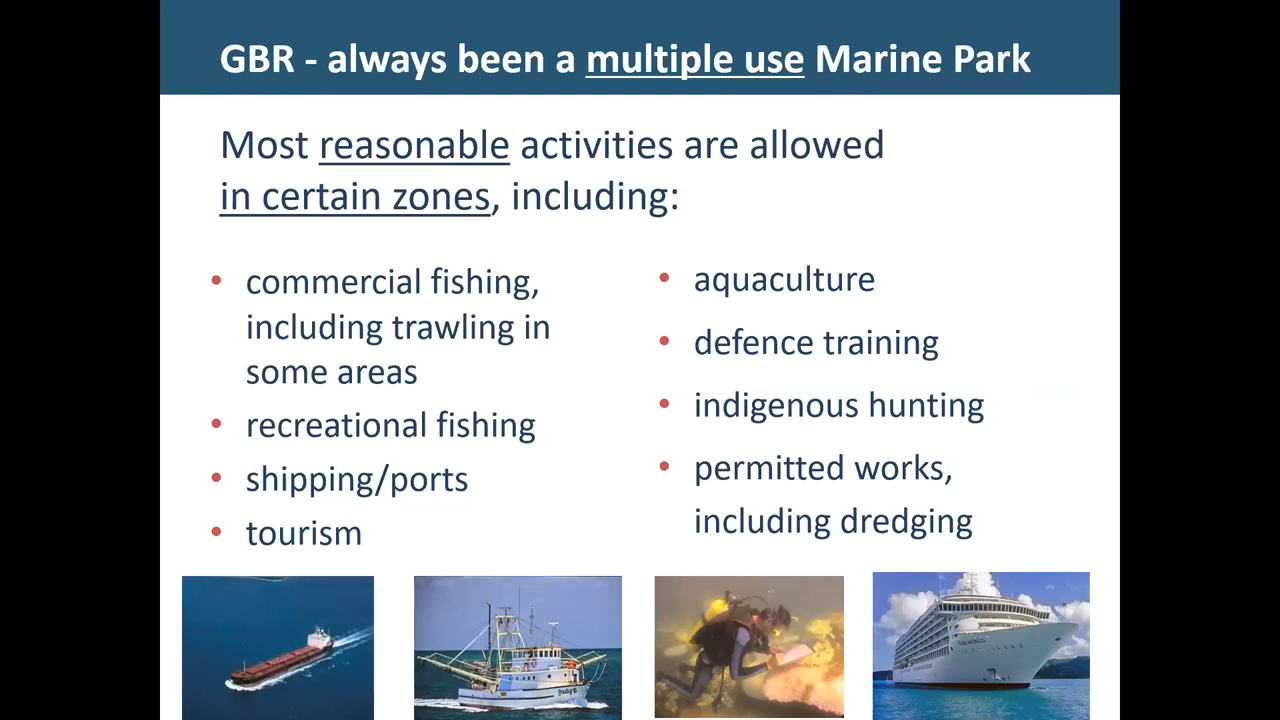 GBR - always been a multiple use Marine Park
Most reasonable activities are allowed
in certain zones, including:
• commercial fishing,
including trawling in
some areas
• recreational fishing
• shipping/ports
• tourism
• aquaculture
• defence training
• indigenous hunting
• permitted works,
including dredging